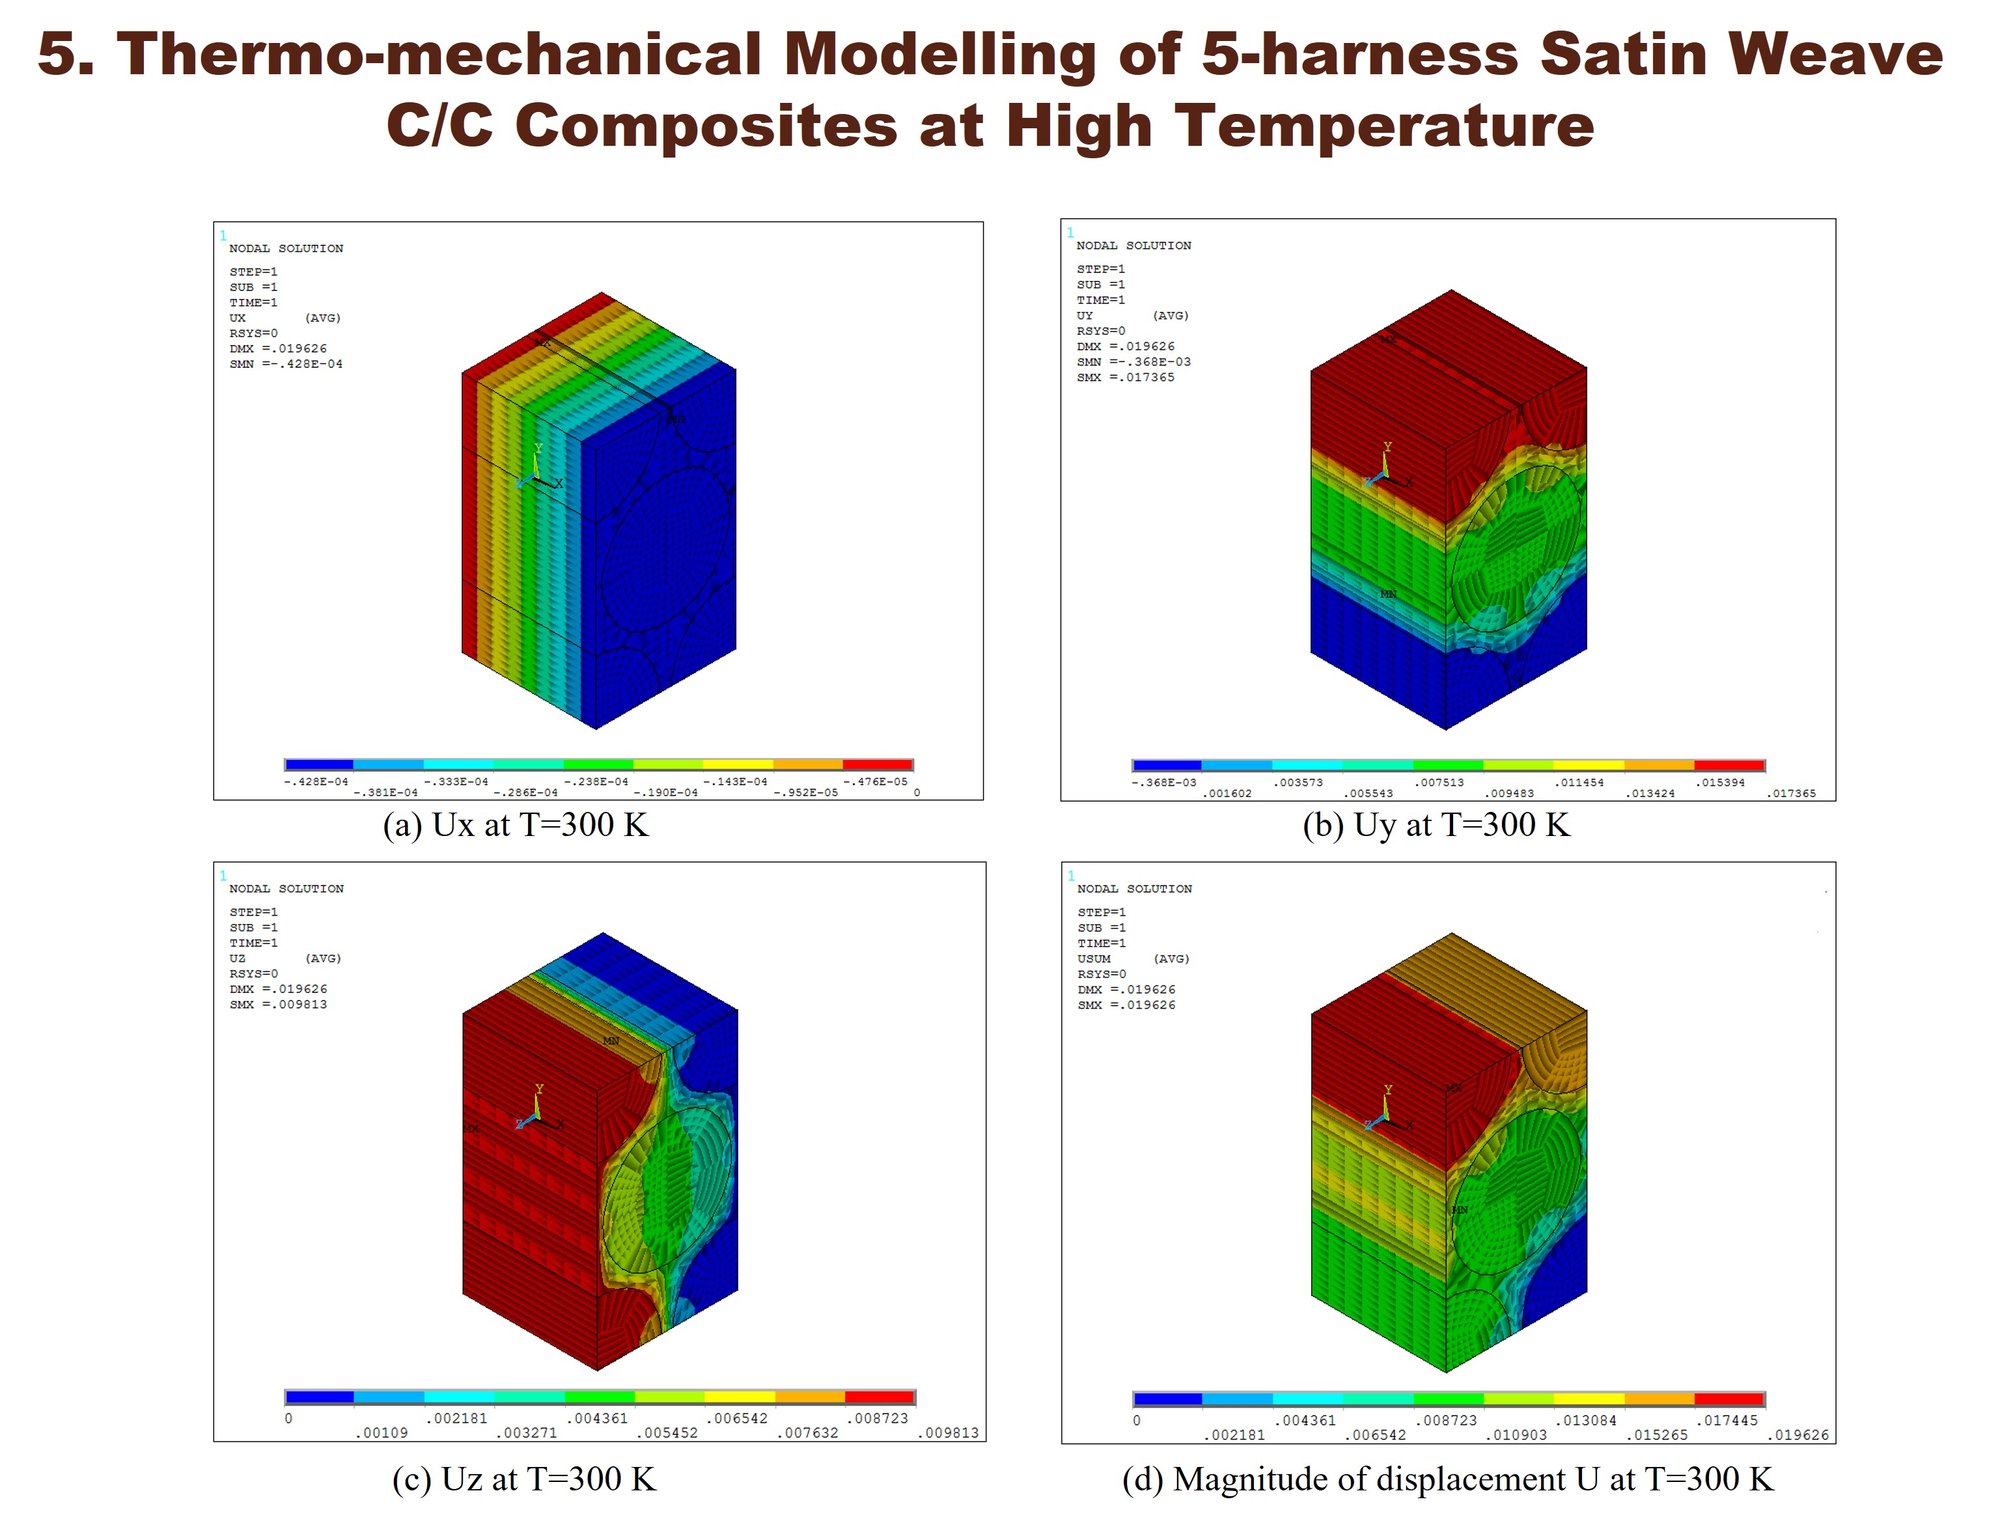 5. Thermo-mechanical Modelling of 5-harness Satin Weave
C/C Composites at High Temperature
1
NODAL SOLUTION
STEP=1
SUB =1
TIME=1
UX (AVG)
RSYS=0
DMX =.019626
SMN =-.428E-04
MX
MN
Y
Z X
-.428E-04 -.333E-04 -.238E-04 -.143E-04 -.476E-05
-.381E-04 -.286E-04 -.190E-04 -.952E-05 0
(a) Ux at T=300 K
1
NODAL SOLUTION
STEP=1
SUB =1
TIME=1
UY (AVG)
RSYS=0
DMX =.019626
SMN =-.368E-03
SMX =.017365
MX
Y
Z X
MN
-.368E-03 .003573 .007513 .011454 .015394
.001602 .005543 .009483 .013424 .017365
(b) Uy at T=300 K
1
NODAL SOLUTION
STEP=1
SUB =1
TIME=1
UZ (AVG)
RSYS=0
DMX =.019626
SMX =.009813
MN
Y
Z X
MX
0 .002181 .004361 .006542 .008723
.00109 .003271 .005452 .007632 .009813
(c) Uz at T=300 K
1
NODAL SOLUTION
STEP=1
SUB =1
TIME=1
USUM (AVG)
RSYS=0
DMX =.019626
SMX =.019626
MX
Y
Z X
MN
0 .004361 .008723 .013084 .017445
.002181 .006542 .010903 .015265 .019626
(d) Magnitude of displacement U at T=300 K